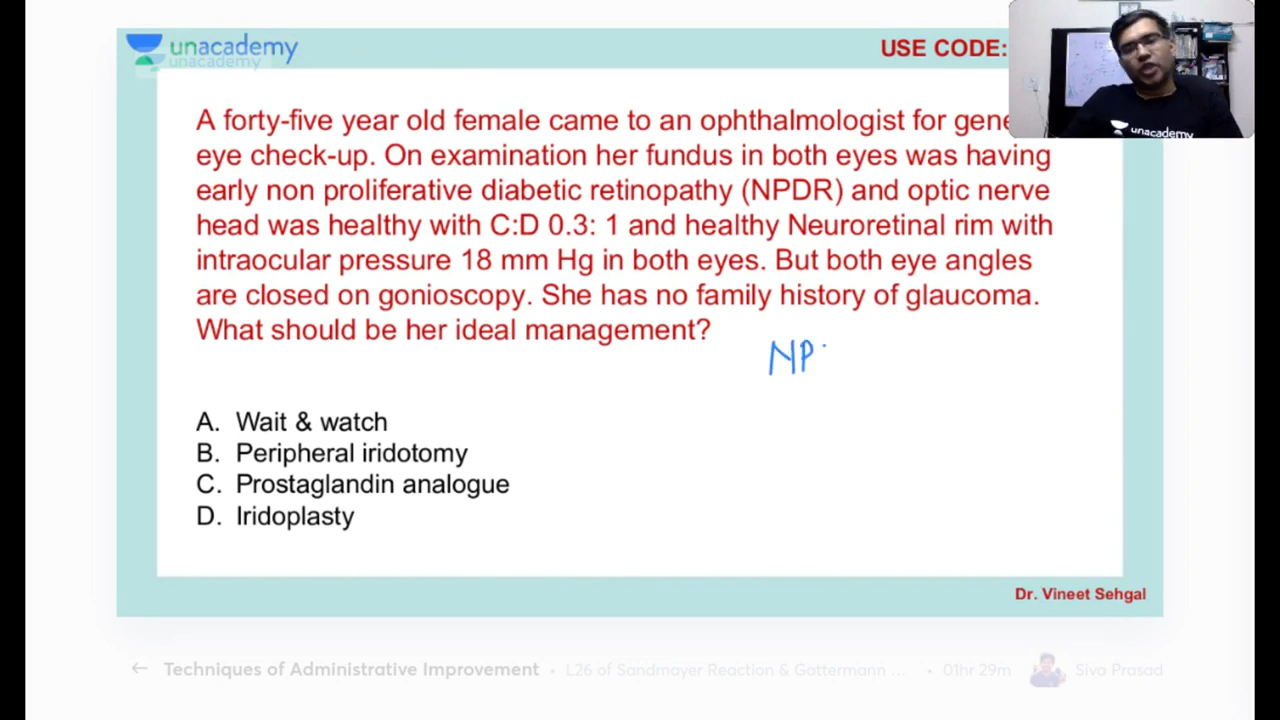 unacademy
unacademy
USE CODE:
A forty-five year old female came to an ophthalmologist for gene
eye check-up. On examination her fundus in both eyes was having
early non proliferative diabetic retinopathy (NPDR) and optic nerve
head was healthy with C:D 0.3: 1 and healthy Neuroretinal rim with
intraocular pressure 18 mm Hg in both eyes. But both eye angles
are closed on gonioscopy. She has no family history of glaucoma.
What should be her ideal management?
NP
A. Wait & watch
B. Peripheral iridotomy
C. Prostaglandin analogue
D. Iridoplasty
Dr. Vineet Sehgal
unacademy
← Techniques of Administrative Improvement • L26 of Sandmayer Reaction & Gattermann ... • 01hr 29m Siva Prasad